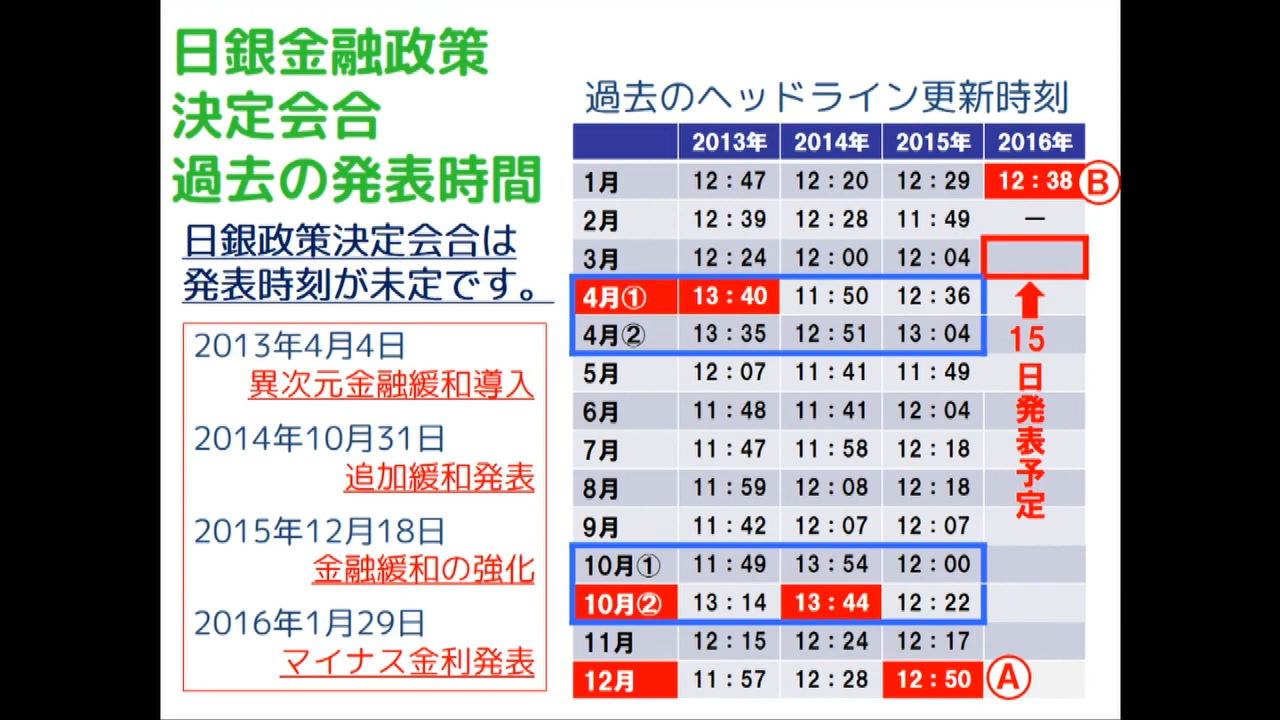 日銀金融政策
決定会合
過去の発表時間
日銀政策決定会合は
発表時刻が未定です。
2013年4月4日
異次元金融緩和導入
2014年10月31日
追加緩和発表
2015年12月18日
金融緩和の強化
2016年1月29日
マイナス金利発表
過去のヘッドライン更新時刻
2013年 2014年 2015年 2016年
1月 12：47 12：20 12：29 12：38 B
2月 12：39 12：28 11：49 －
3月 12：24 12：00 12：04
4月① 13：40 11：50 12：36
4月② 13：35 12：51 13：04
5月 12：07 11：41 11：49
6月 11：48 11：41 12：04
7月 11：47 11：58 12：18
8月 11：59 12：08 12：18
9月 11：42 12：07 12：07
10月① 11：49 13：54 12：00
10月② 13：14 13：44 12：22
11月 12：15 12：24 12：17
12月 11：57 12：28 12：50 A
15日発表予定